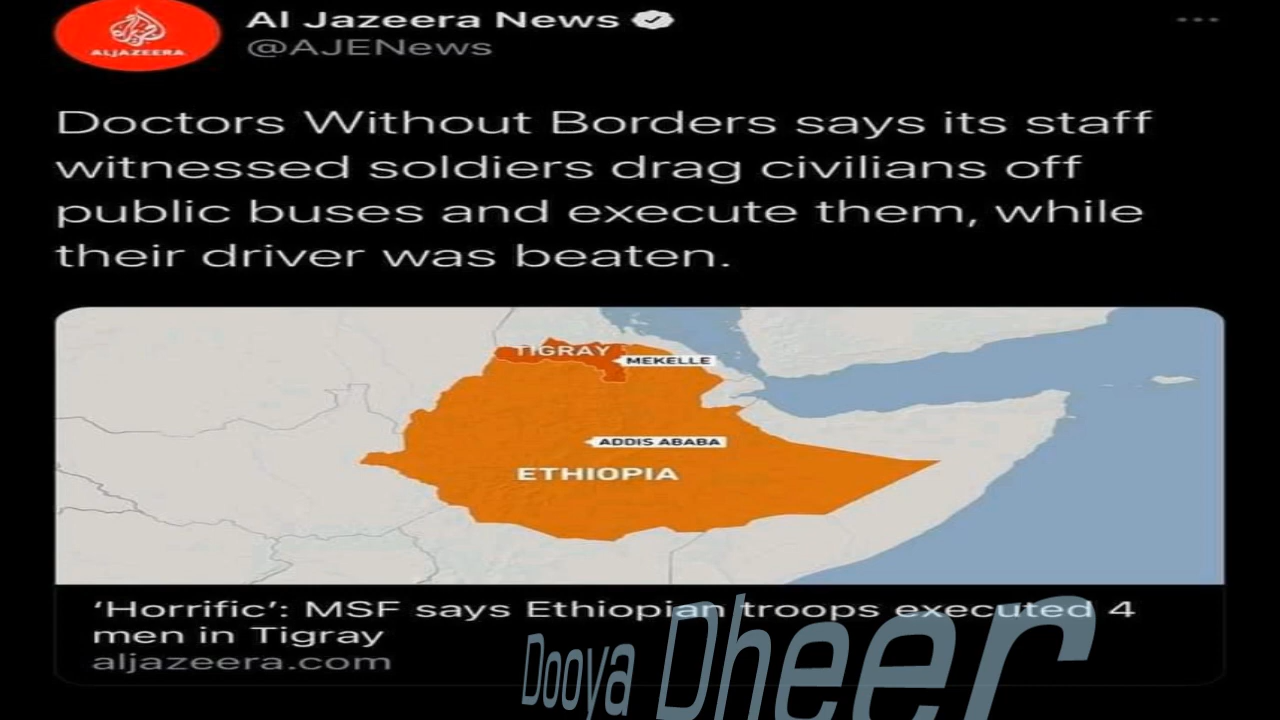 Al Jazeera News
ALJAZEERA
@AJENews
Doctors Without Borders says its staff
witnessed soldiers drag civilians off
public buses and execute them, while
their driver was beaten.
TIGRAY
MEKELLE
ADDIS ABABA
ETHIOPIA
‘Horrific’: MSF says Ethiopian troops executed 4
men in Tigray
aljazeera.com
Dooya Dheer